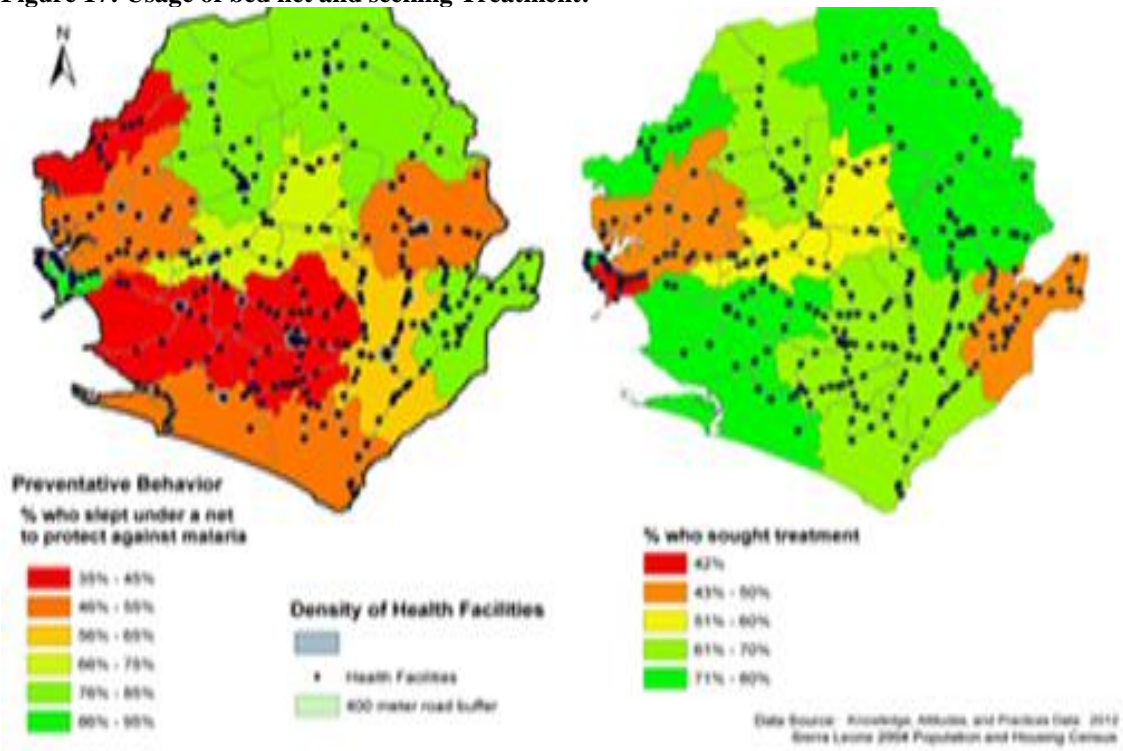 Figure 17: Usage of bed net and seeking Treatment.
N
Preventative Behavior
% who slept under a net
to protect against malaria
35% - 45%
46% - 55%
56% - 65%
66% - 75%
76% - 85%
86% - 95%
Density of Health Facilities
Health Facilities
400 meter road buffer
% who sought treatment
42%
43% - 50%
51% - 60%
61% - 70%
71% - 80%
Data Source: Knowledge, Attitudes, and Practices Data 2012
Sierra Leone 2004 Population and Housing Census